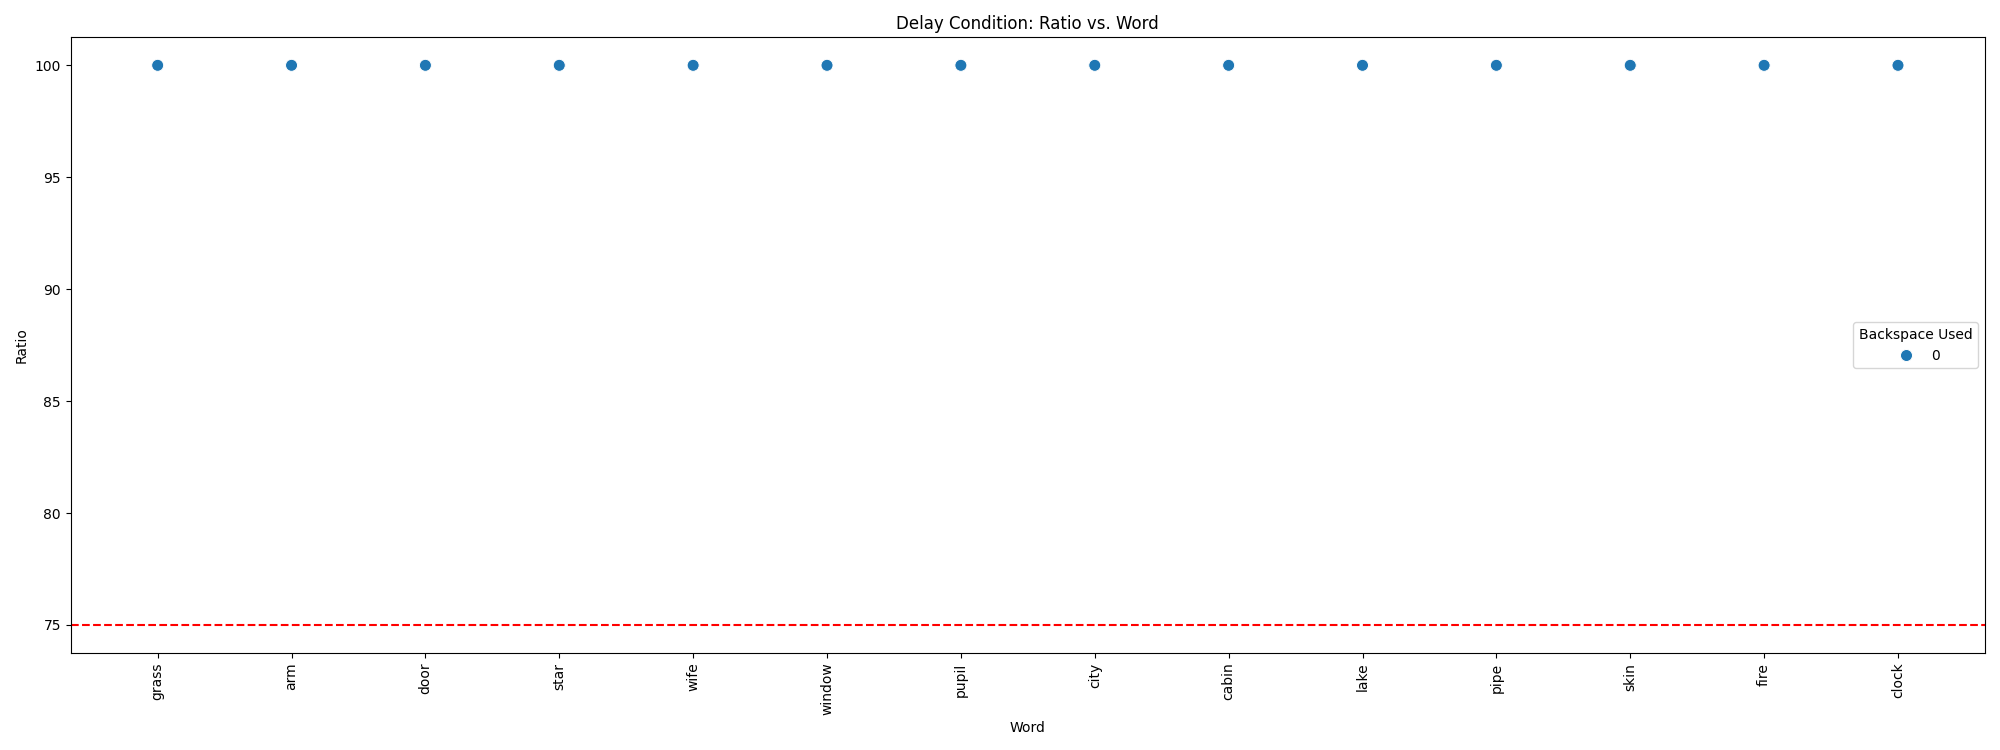 Delay Condition: Ratio vs. Word
Ratio
100
95
90
85
80
75
Backspace Used
0
grass
arm
door
star
wife
window
pupil
city
cabin
lake
pipe
skin
fire
clock
Word